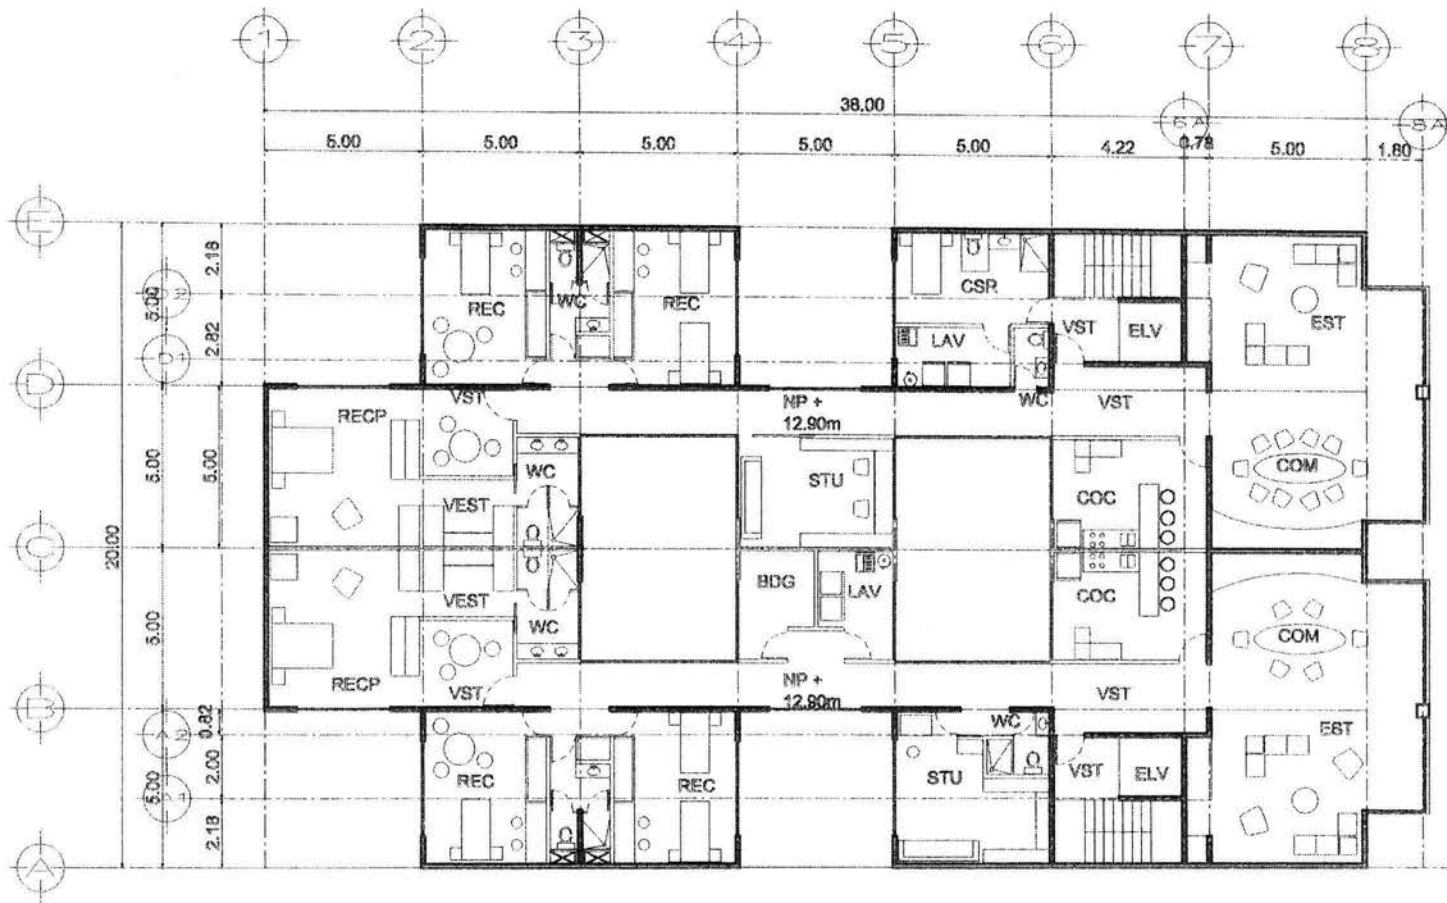 1 2 3 4 5 6 7 8
38.00
6A 8A
5.00 5.00 5.00 5.00 5.00 4.22 0.78 5.00 1.80
E
2.18
5.00
2.82
REC WC REC CSR
LAV VST ELV EST
D
RECP VST NP +
12.90m WC VST
5.00 5.00
WC STU COC COM
VEST
C
20.00
BDG LAV COC
VEST
COM
5.00
WC
RECP VST NP +
12.90m VST
B
0.82
WC EST
A2
REC REC STU VST ELV
5.00 2.00
2.18
A